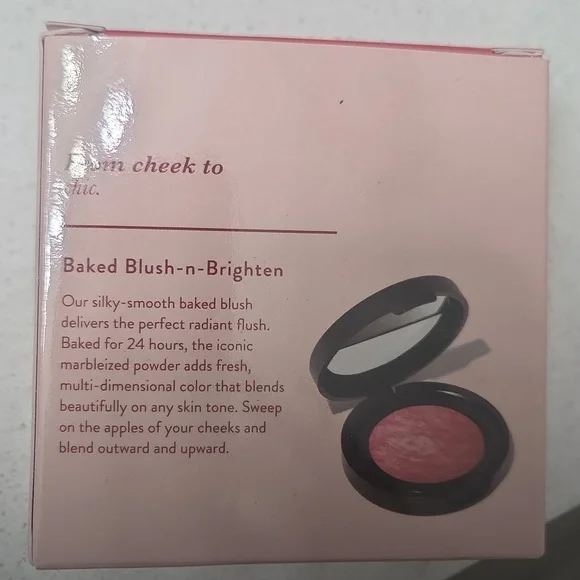 From cheek to
chic.
Baked Blush-n-Brighten
Our silky-smooth baked blush
delivers the perfect radiant flush.
Baked for 24 hours, the iconic
marbleized powder adds fresh,
multi-dimensional color that blends
beautifully on any skin tone. Sweep
on the apples of your cheeks and
blend outward and upward.